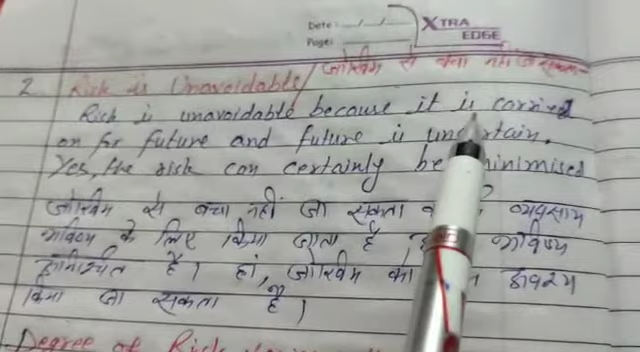 Date: / /
Page:
XTRA
EDGE
2 Risk is Unavoidable / जोखिम से बचा नहीं जा सकता
Risk is unavoidable because it is carried
on for future and future is uncertain.
Yes, the risk can certainly be minimised
जोखिम से बचा नहीं जा सकता व्यवसाय
भविष्य के लिए किया जाता है भविष्य
अनिश्चित है। हां, जोखिम को अवश्य
किया जा सकता है।
Degree of Risk